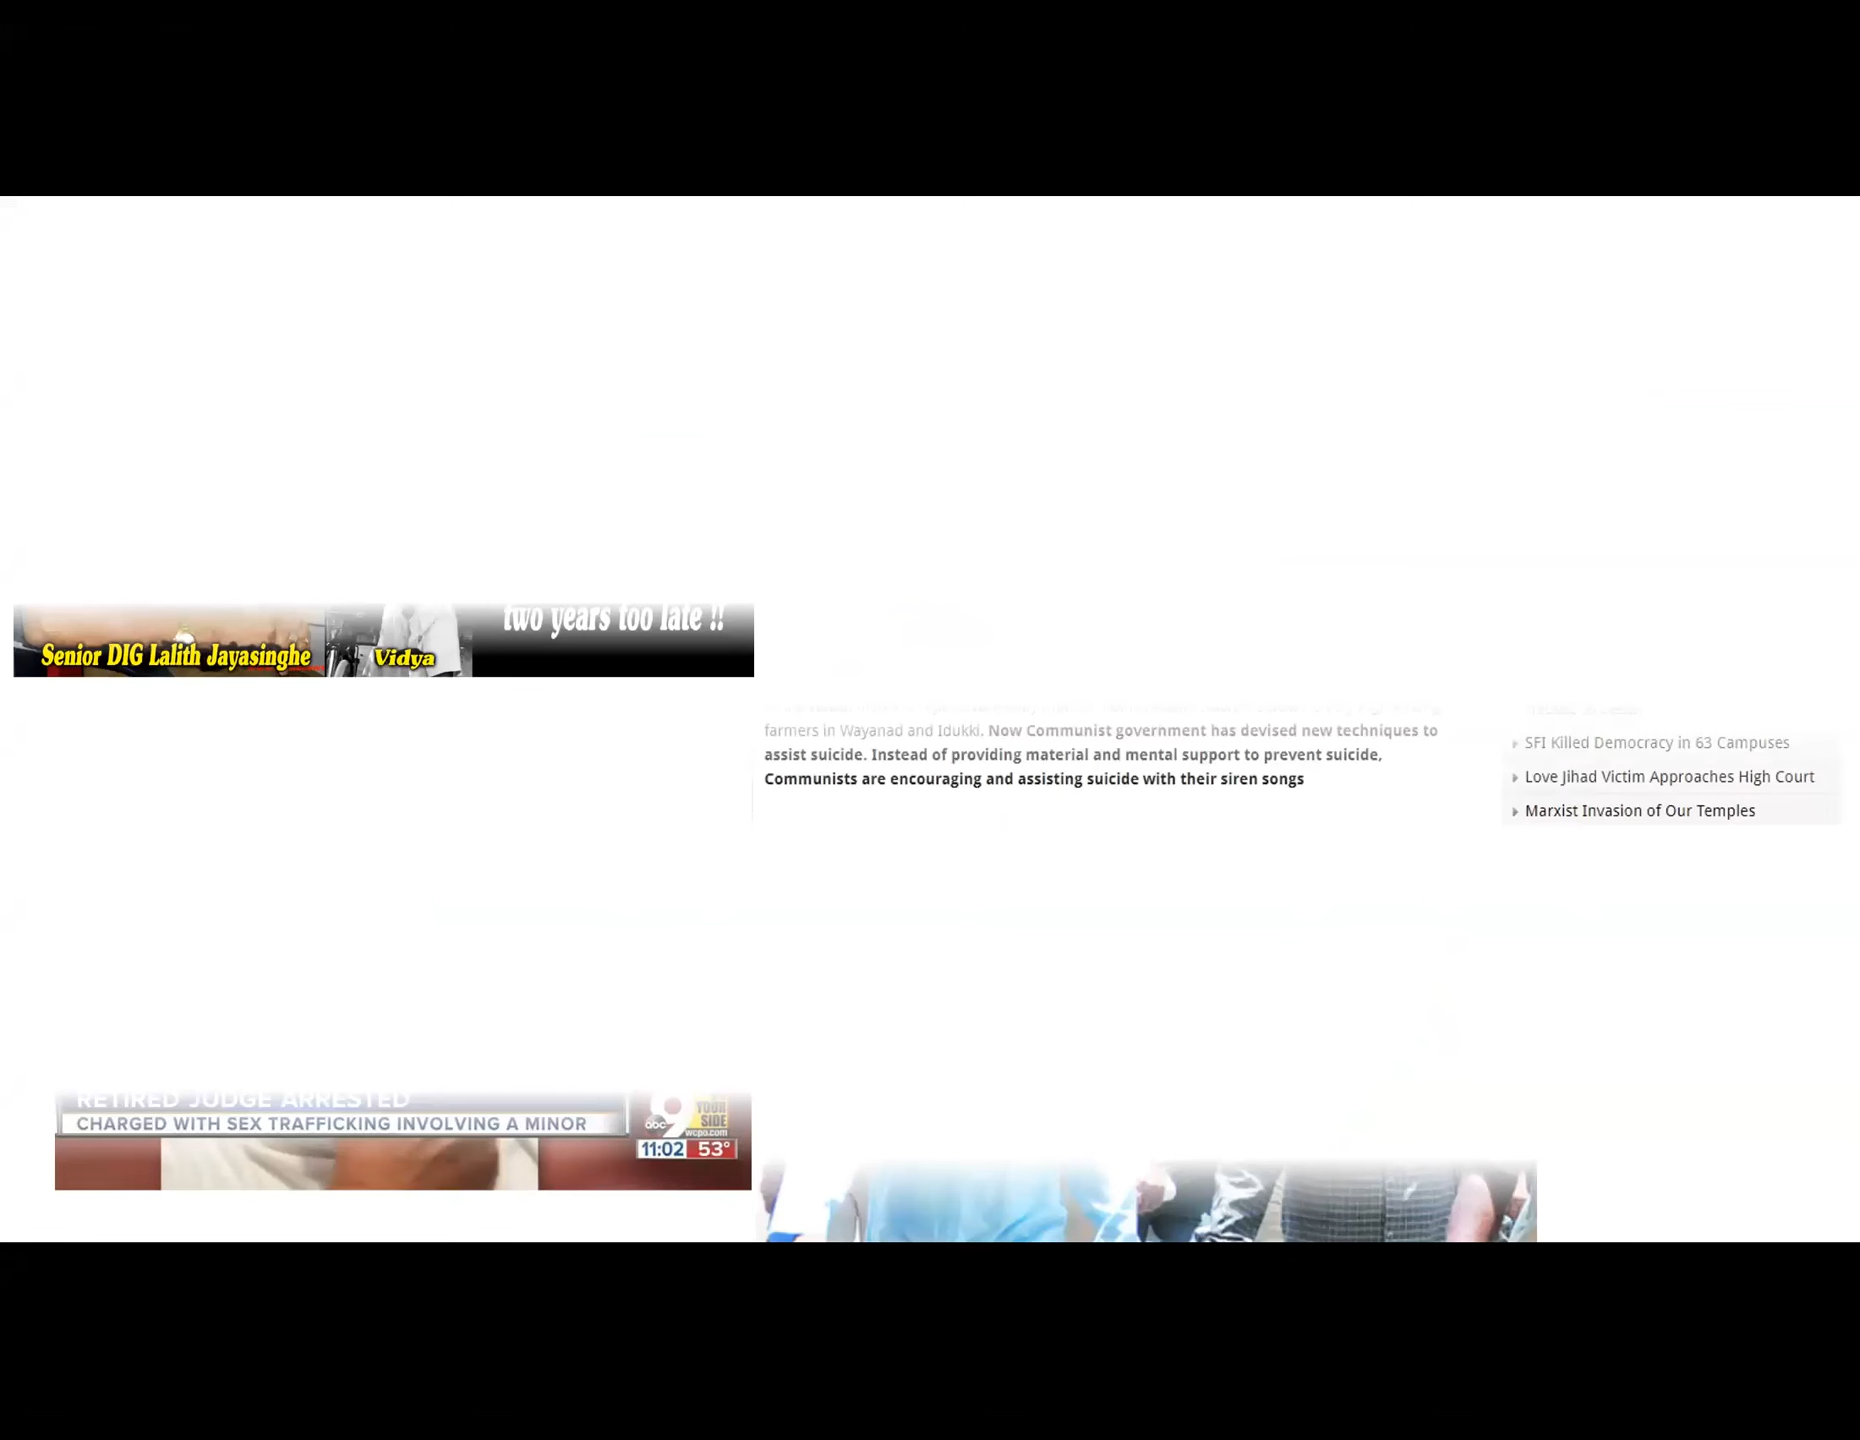 two years too late !!
Senior DIG Lalith Jayasinghe
Vidya
farmers in Wayanad and Idukki. Now Communist government has devised new techniques to
assist suicide. Instead of providing material and mental support to prevent suicide,
Communists are encouraging and assisting suicide with their siren songs
SFI Killed Democracy in 63 Campuses
Love Jihad Victim Approaches High Court
Marxist Invasion of Our Temples
RETIRED JUDGE ARRESTED
CHARGED WITH SEX TRAFFICKING INVOLVING A MINOR
abc 9
YOUR
SIDE
wcpo.com
11:02 53°